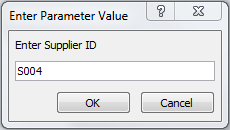 Enter Parameter Value
?
Enter Supplier ID
S004
OK
Cancel